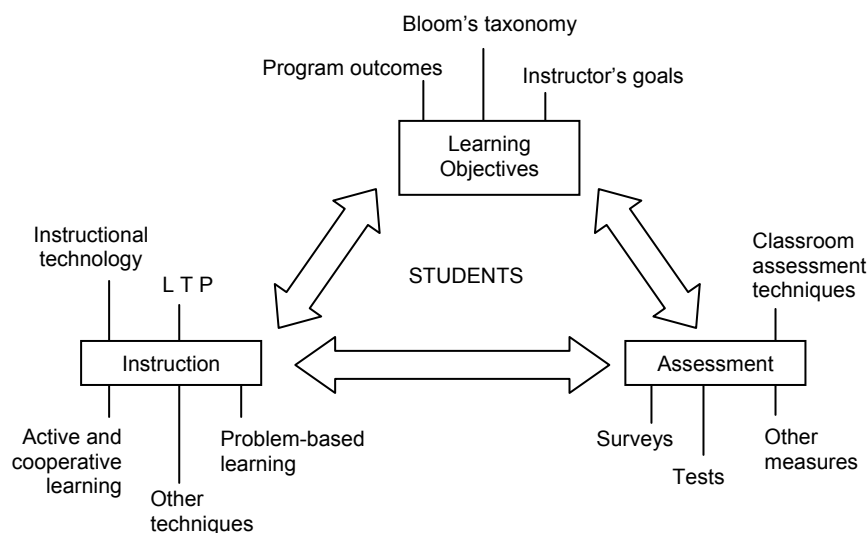 Bloom’s taxonomy
Program outcomes
Instructor’s goals
Learning
Objectives
Instructional
technology
L T P
STUDENTS
Classroom
assessment
techniques
Instruction
Assessment
Active and
cooperative
learning
Other
techniques
Problem-based
learning
Surveys
Tests
Other
measures